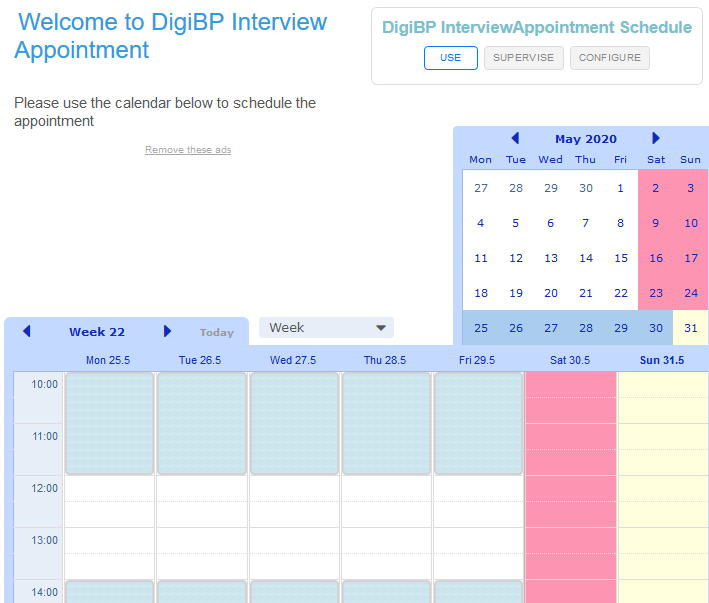 Welcome to DigiBP Interview
Appointment
DigiBP InterviewAppointment Schedule
USE SUPERVISE CONFIGURE
Please use the calendar below to schedule the
appointment
Remove these ads
May 2020
Mon Tue Wed Thu Fri Sat Sun
27 28 29 30 1 2 3
4 5 6 7 8 9 10
11 12 13 14 15 16 17
18 19 20 21 22 23 24
25 26 27 28 29 30 31
Week 22 Today Week
Mon 25.5 Tue 26.5 Wed 27.5 Thu 28.5 Fri 29.5 Sat 30.5 Sun 31.5
10:00
11:00
12:00
13:00
14:00